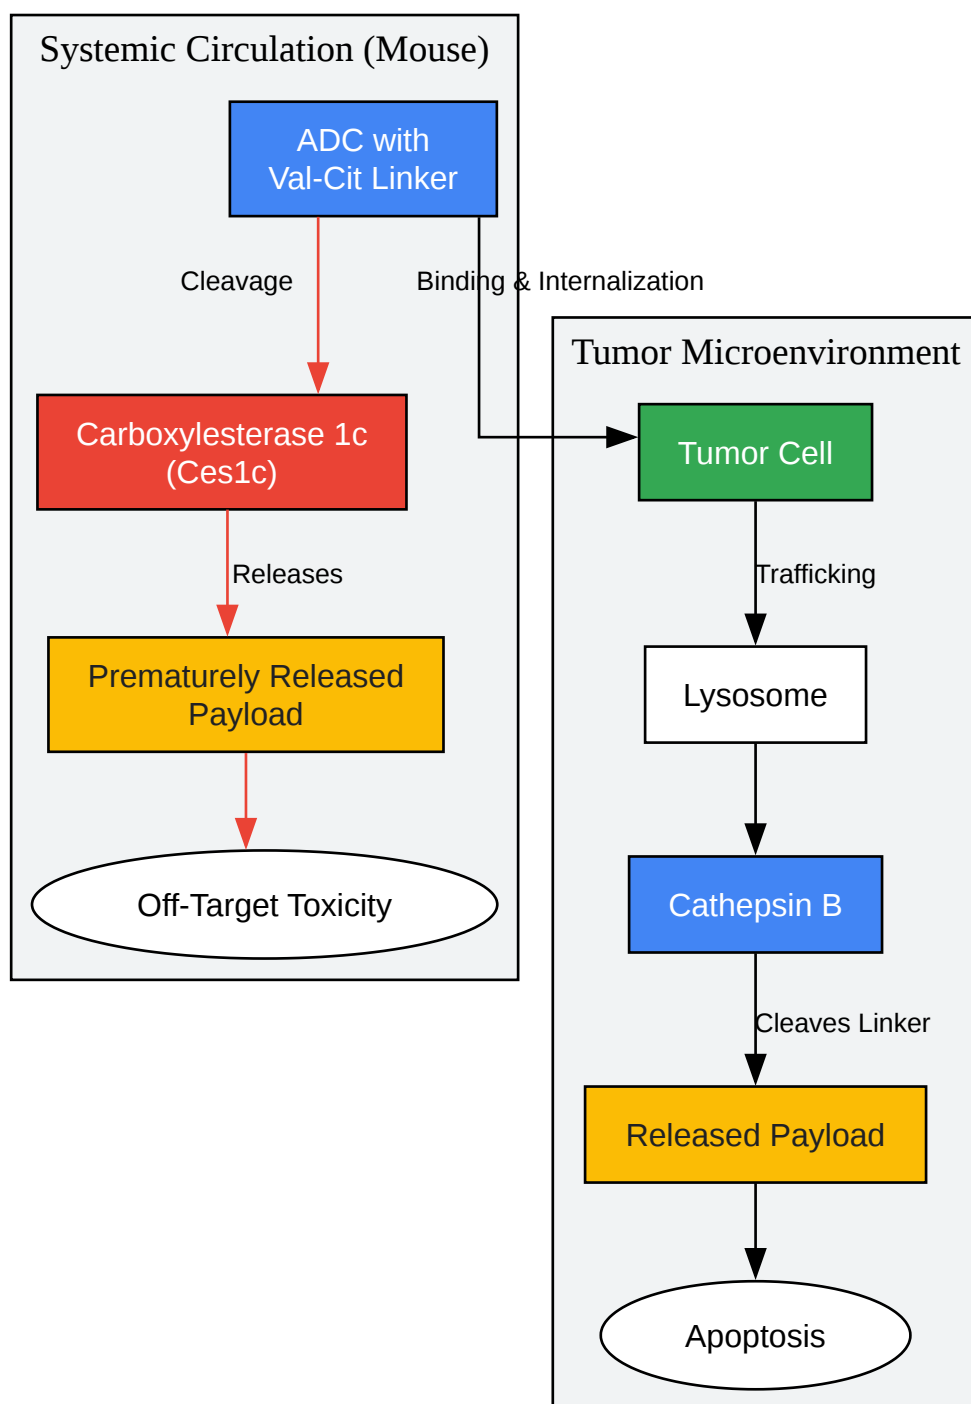 Systemic Circulation (Mouse)
ADC with
Val-Cit Linker
Cleavage
Binding & Internalization
Carboxylesterase 1c
(Ces1c)
Releases
Prematurely Released
Payload
Off-Target Toxicity
Tumor Microenvironment
Tumor Cell
Trafficking
Lysosome
Cathepsin B
Cleaves Linker
Released Payload
Apoptosis